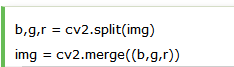 b,g,r = cv2.split(img)
img = cv2.merge((b,g,r))